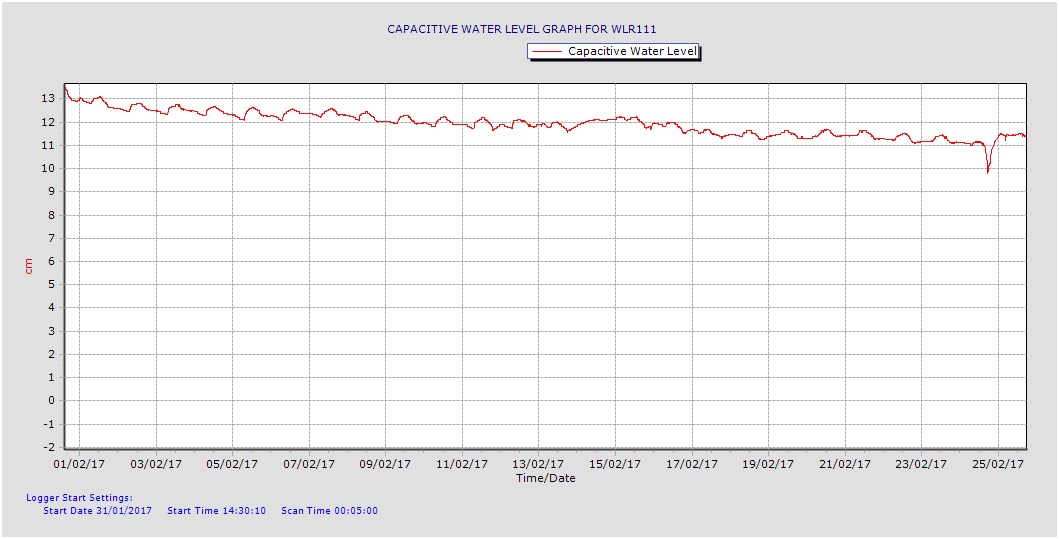 CAPACITIVE WATER LEVEL GRAPH FOR WLR111
Capacitive Water Level
13
12
11
10
9
8
7
6
5
4
3
2
1
0
-1
-2
cm
01/02/17 03/02/17 05/02/17 07/02/17 09/02/17 11/02/17 13/02/17 15/02/17 17/02/17 19/02/17 21/02/17 23/02/17 25/02/17
Time/Date
Logger Start Settings:
Start Date 31/01/2017 Start Time 14:30:10 Scan Time 00:05:00